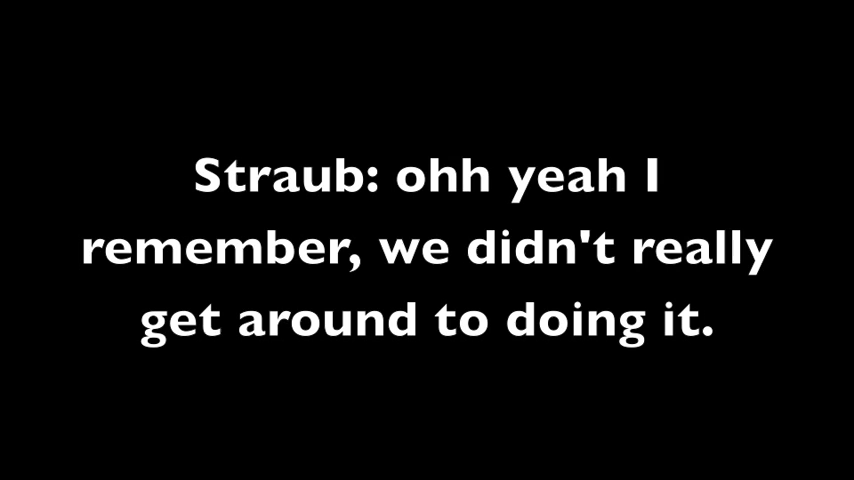 Straub: ohh yeah I
remember, we didn't really
get around to doing it.